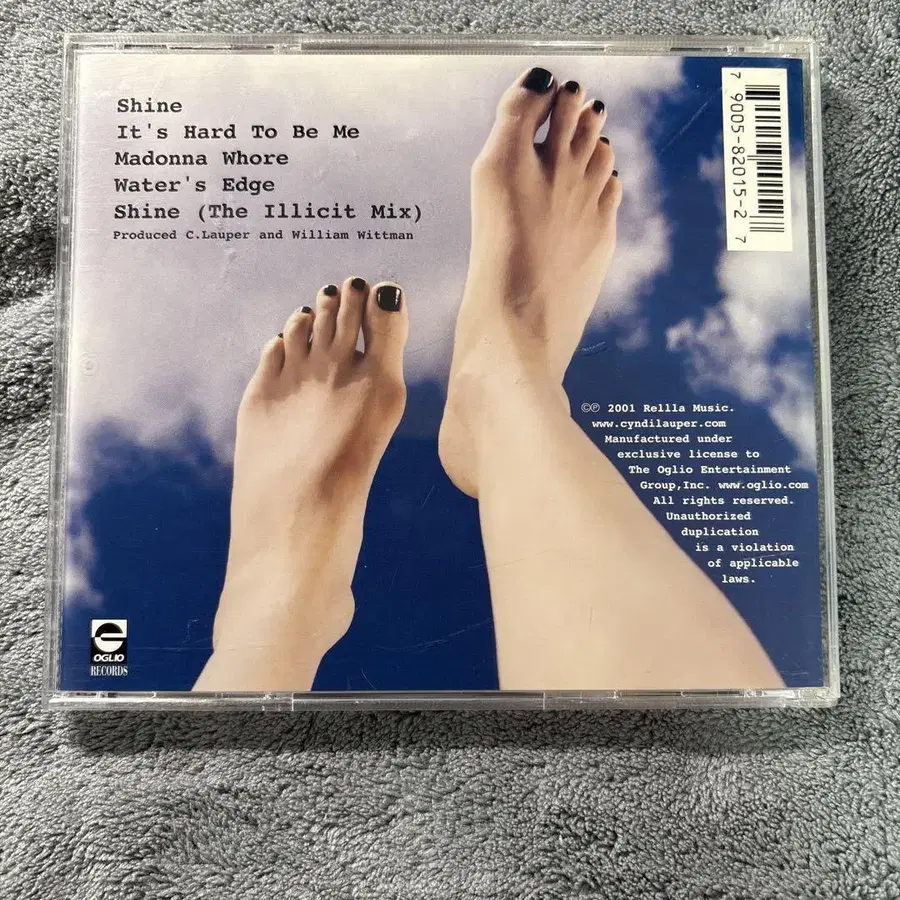 Shine
It's Hard To Be Me
Madonna Whore
Water's Edge
Shine (The Illicit Mix)
Produced C.Lauper and William Wittman
7 9005-82015-2 7
©℗ 2001 Rellla Music.
www.cyndilauper.com
Manufactured under
exclusive license to
The Oglio Entertainment
Group,Inc. www.oglio.com
All rights reserved.
Unauthorized
duplication
is a violation
of applicable
laws.
e
OGLIO
RECORDS